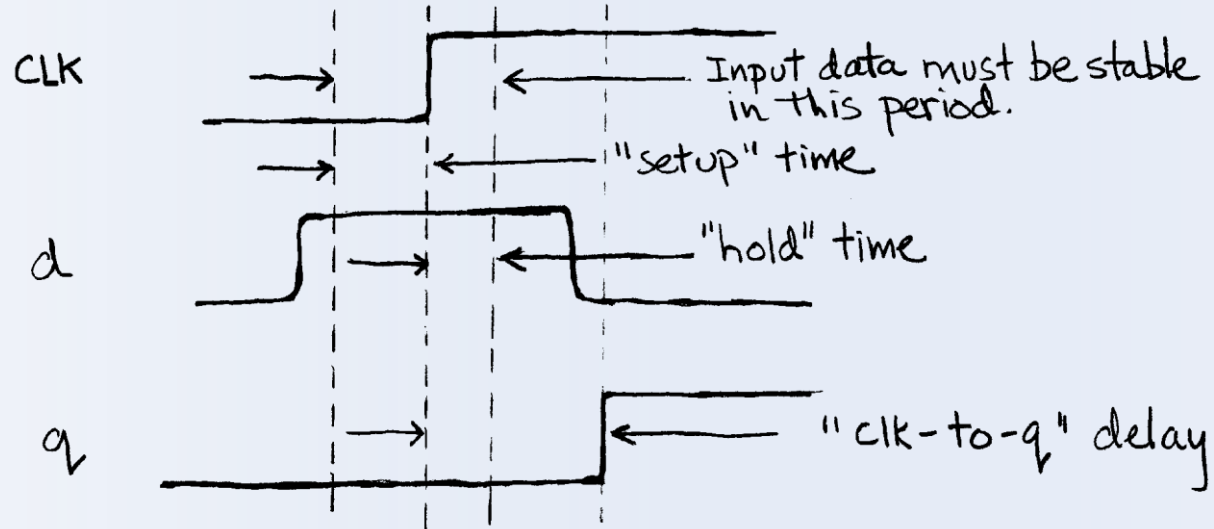 CLK
Input data must be stable
in this period.
"setup" time
d
"hold" time
q
"clk-to-q" delay